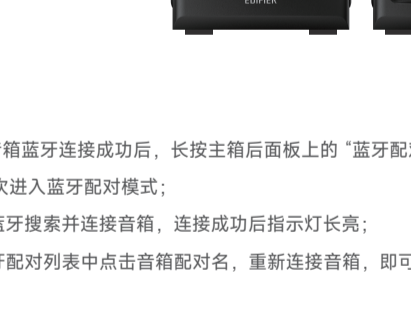 EDIFIER
箱蓝牙连接成功后，长按主箱后面板上的“蓝牙配
次进入蓝牙配对模式；
蓝牙搜索并连接音箱，连接成功后指示灯长亮；
牙配对列表中点击音箱配对名，重新连接音箱，即可